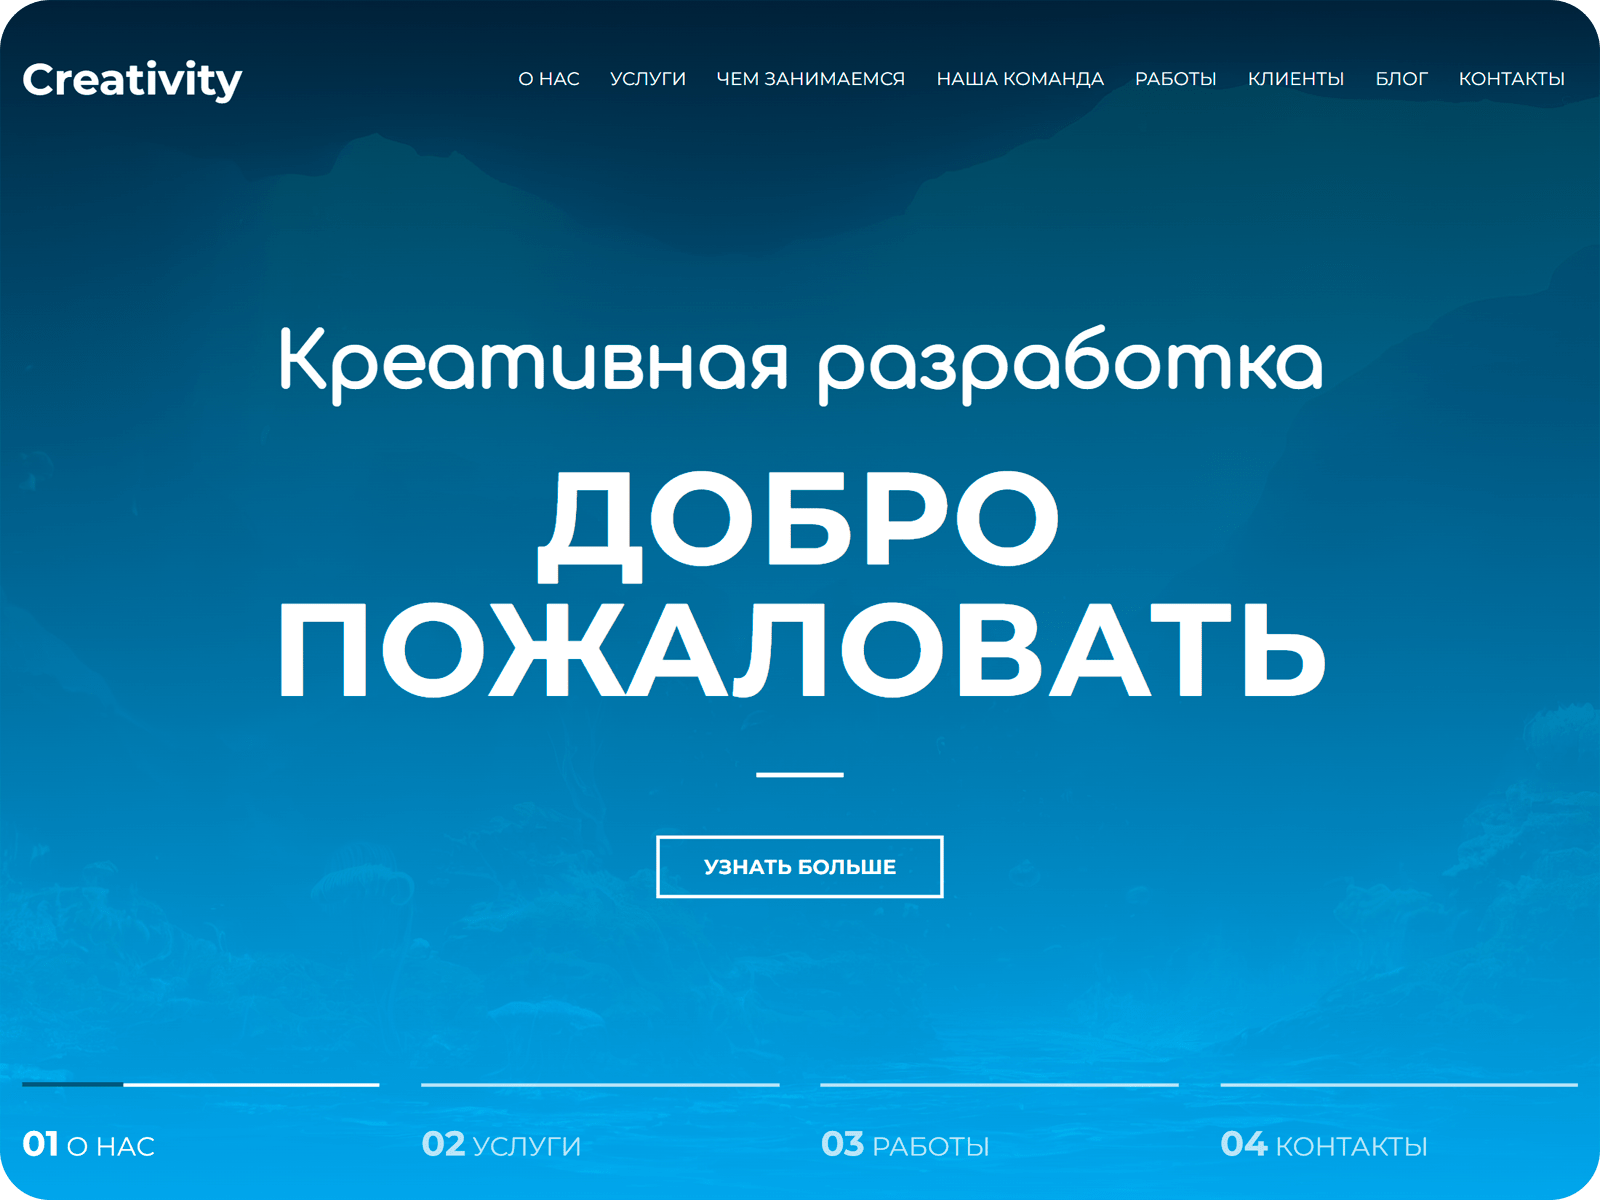 Creativity
О НАС УСЛУГИ ЧЕМ ЗАНИМАЕМСЯ НАША КОМАНДА РАБОТЫ КЛИЕНТЫ БЛОГ КОНТАКТЫ
Креативная разработка
ДОБРО
ПОЖАЛОВАТЬ
УЗНАТЬ БОЛЬШЕ
01 О НАС 02 УСЛУГИ 03 РАБОТЫ 04 КОНТАКТЫ